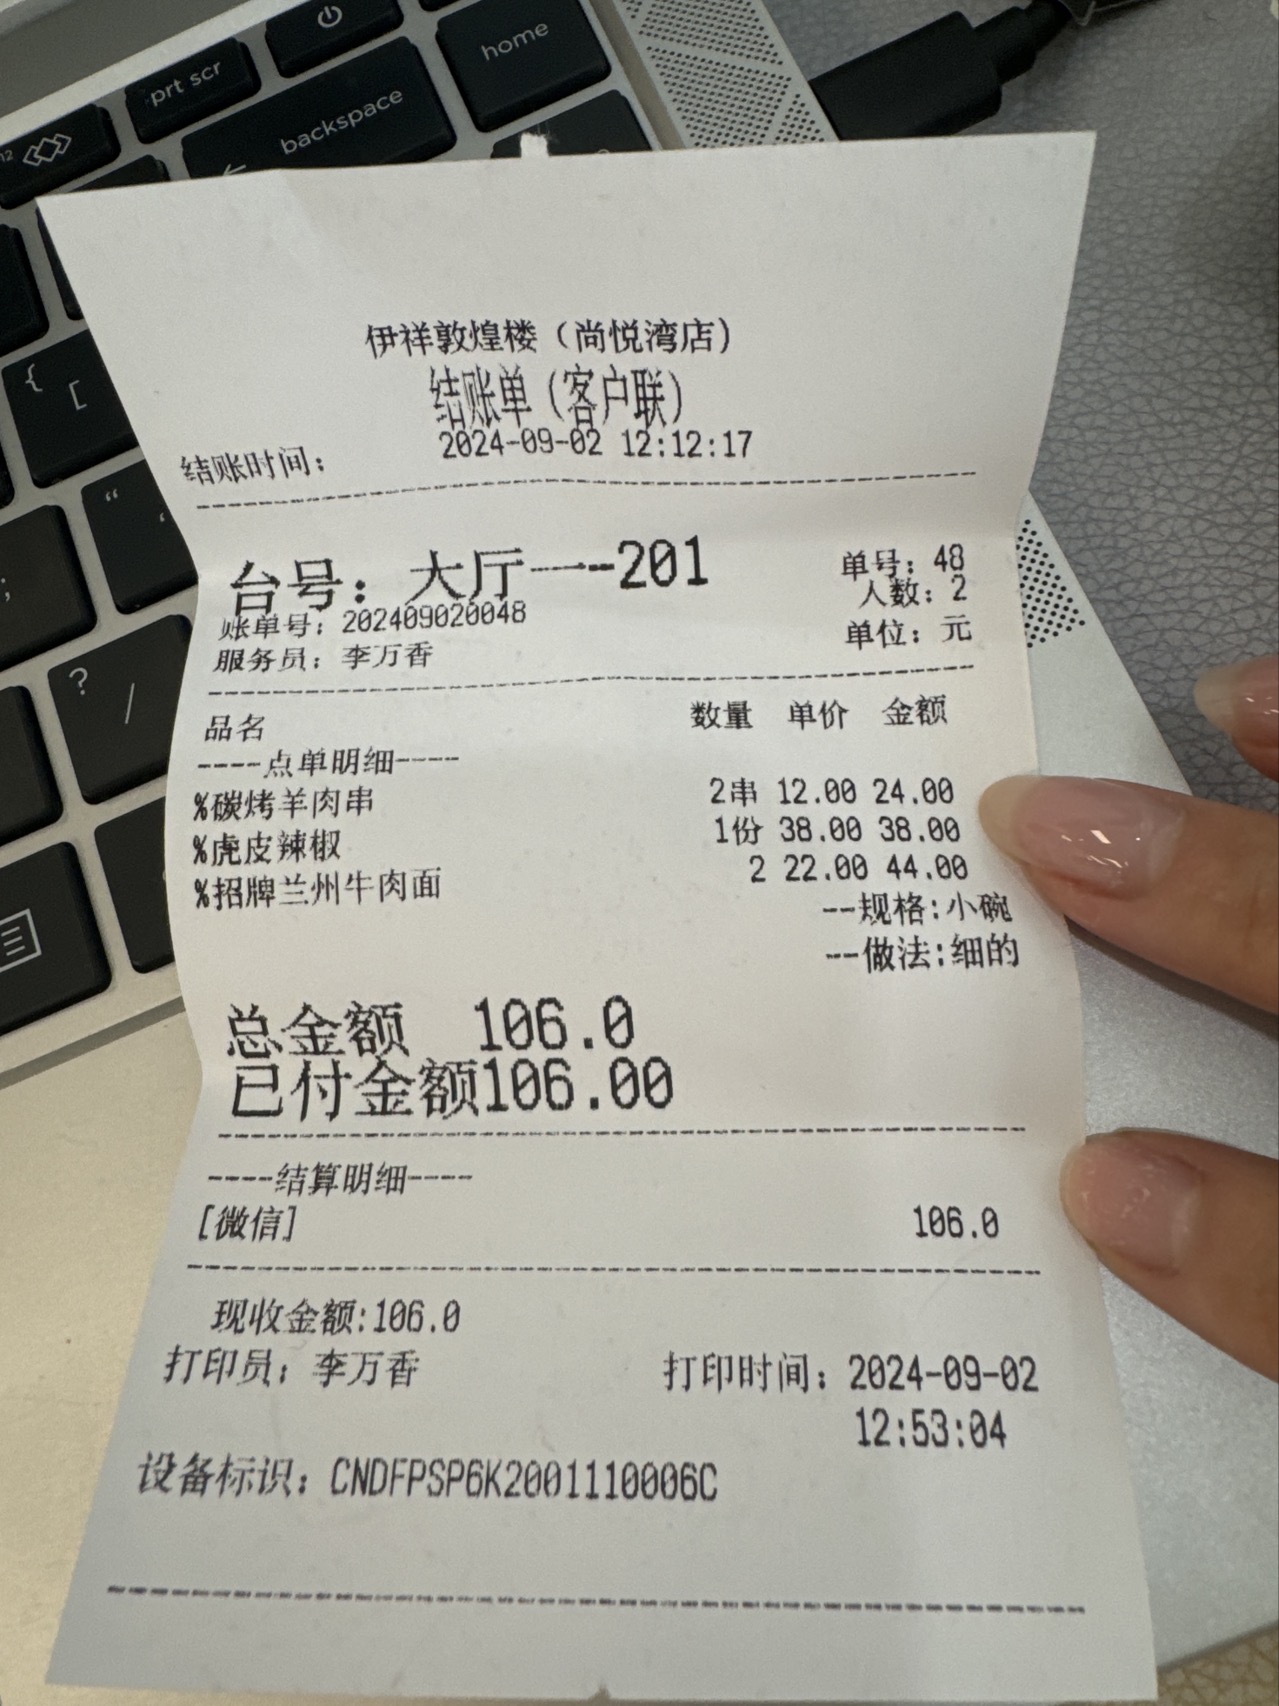 prt scr
home
backspace
伊祥敦煌楼（尚悦湾店）
结账单（客户联）
结账时间： 2024-09-02 12:12:17
台号：大厅一--201 单号：48
人数：2
账单号：202409020048
服务员：李万香 单位：元
品名 数量 单价 金额
----点单明细----
%碳烤羊肉串 2串 12.00 24.00
%虎皮辣椒 1份 38.00 38.00
%招牌兰州牛肉面 2 22.00 44.00
--规格:小碗
--做法:细的
总金额 106.0
已付金额106.00
----结算明细----
[微信] 106.0
现收金额:106.0
打印员：李万香 打印时间：2024-09-02
12:53:04
设备标识：CNDFPSP6K2001110006C